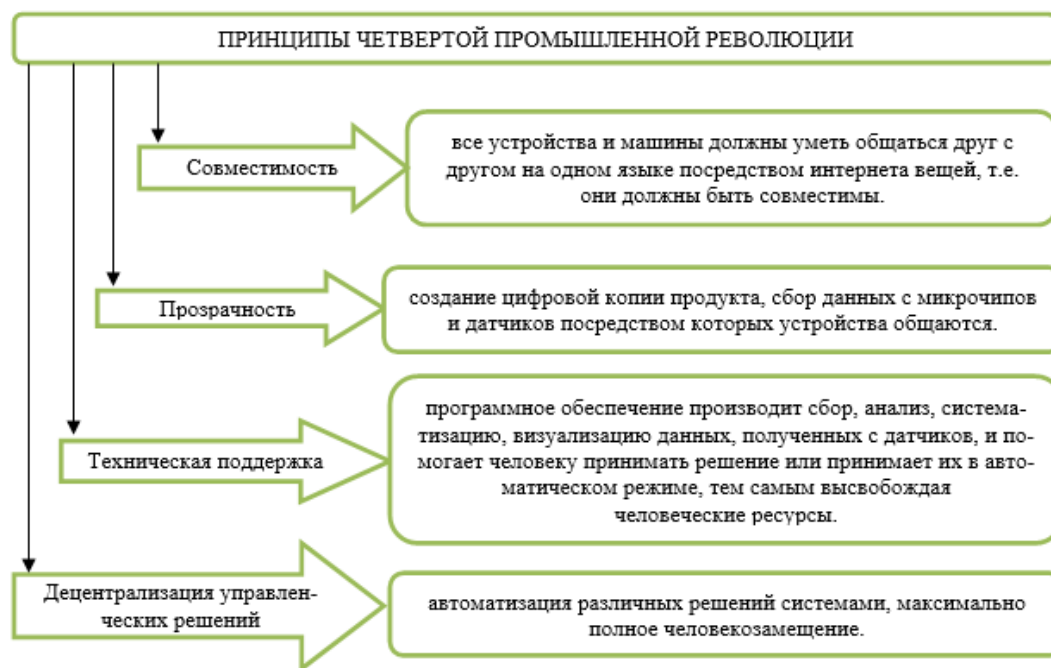 ПРИНЦИПЫ ЧЕТВЕРТОЙ ПРОМЫШЛЕННОЙ РЕВОЛЮЦИИ
Совместимость
все устройства и машины должны уметь общаться друг с
другом на одном языке посредством интернета вещей, т.е.
они должны быть совместимы.
Прозрачность
создание цифровой копии продукта, сбор данных с микрочипов
и датчиков посредством которых устройства общаются.
Техническая поддержка
программное обеспечение производит сбор, анализ, система-
тизацию, визуализацию данных, полученных с датчиков, и по-
могает человеку принимать решение или принимает их в авто-
матическом режиме, тем самым высвобождая
человеческие ресурсы.
Децентрализация управлен-
ческих решений
автоматизация различных решений системами, максимально
полное человекозамещение.